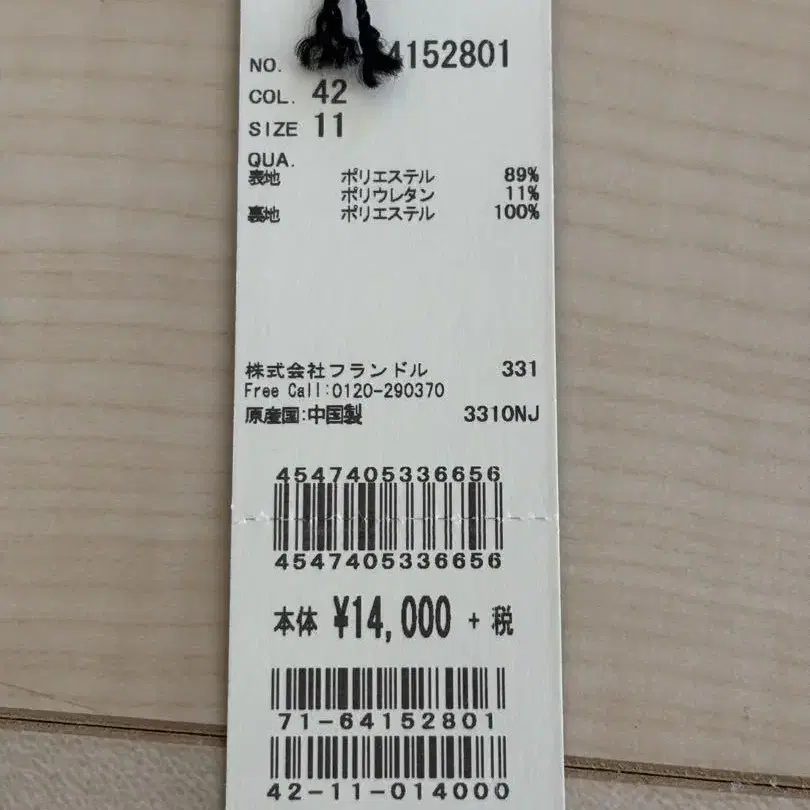 NO. 4152801
COL. 42
SIZE 11
QUA.
表地 ポリエステル 89%
ポリウレタン 11%
裏地 ポリエステル 100%
株式会社フランドル 331
Free Call:0120-290370
原産国:中国製 3310NJ
4547405336656
4547405336656
本体 ¥14,000 + 税
71-64152801
42-11-014000